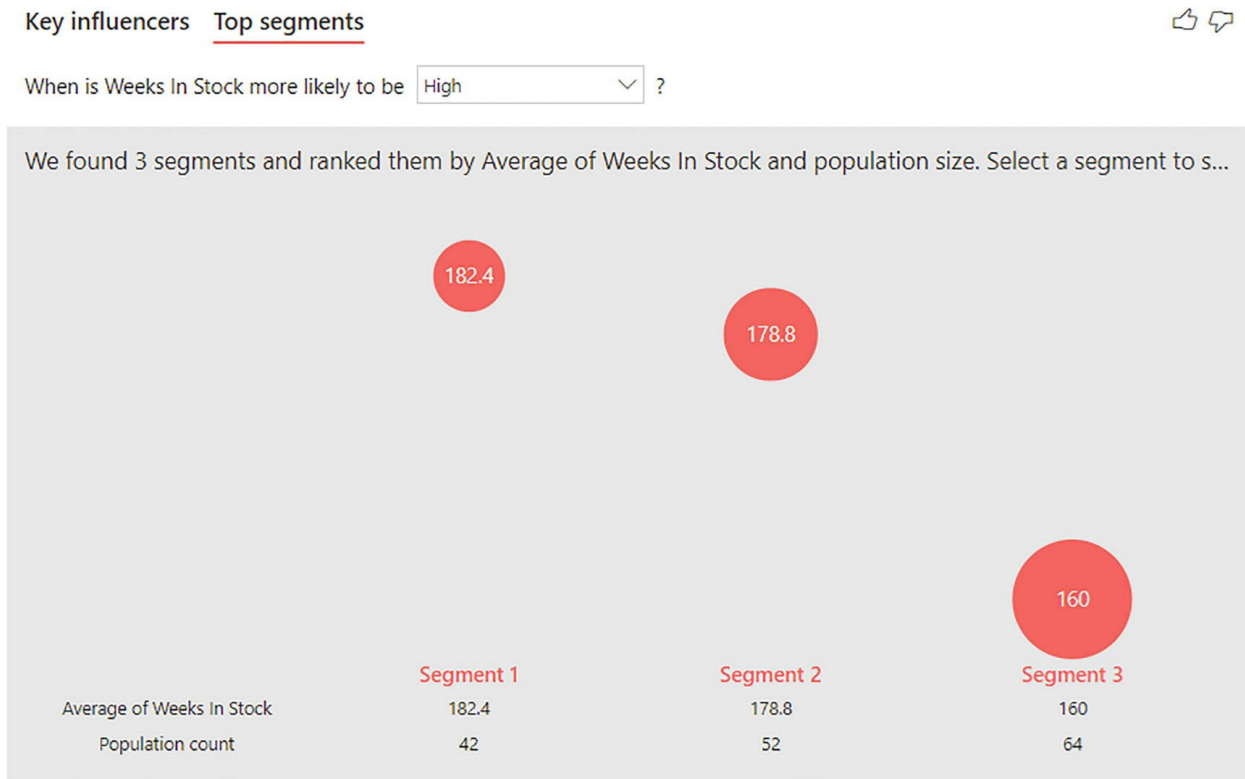 Key influencers Top segments
When is Weeks In Stock more likely to be High ?
We found 3 segments and ranked them by Average of Weeks In Stock and population size. Select a segment to s...
182.4
178.8
160
Segment 1 Segment 2 Segment 3
Average of Weeks In Stock 182.4 178.8 160
Population count 42 52 64